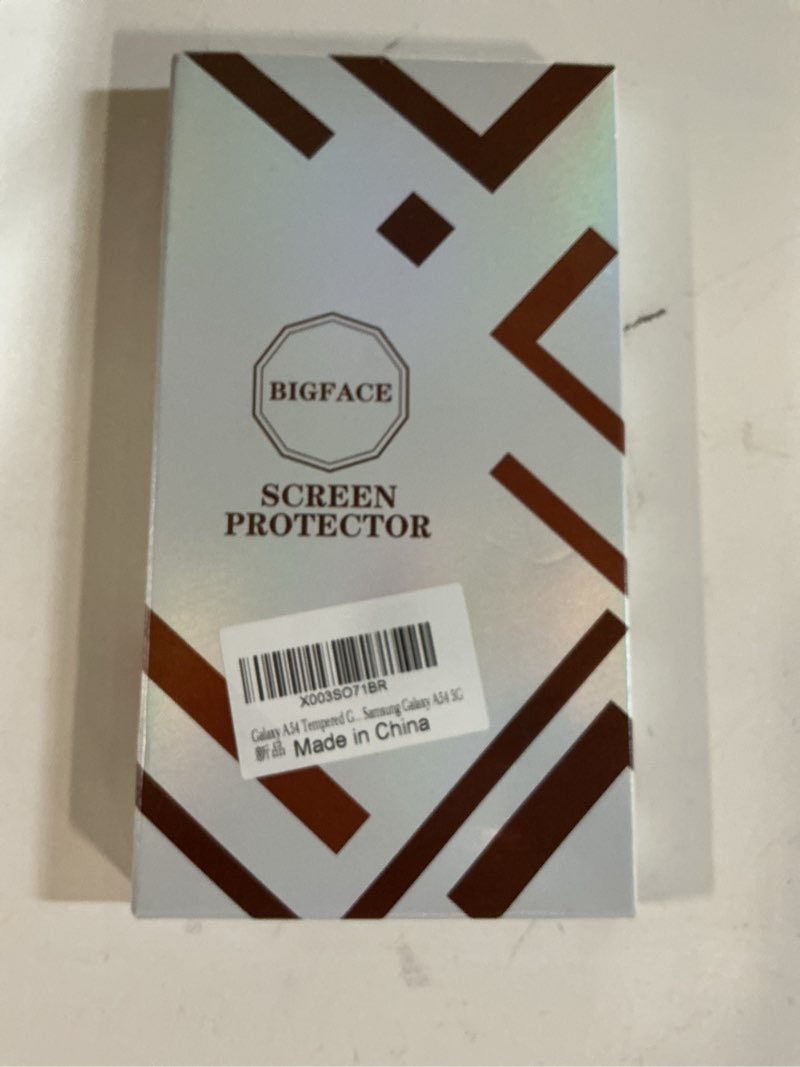 BIGFACE
SCREEN
PROTECTOR
X003SO71BR
Galaxy A54 Tempered G... Samsung Galaxy A54 5G
新品 Made in China